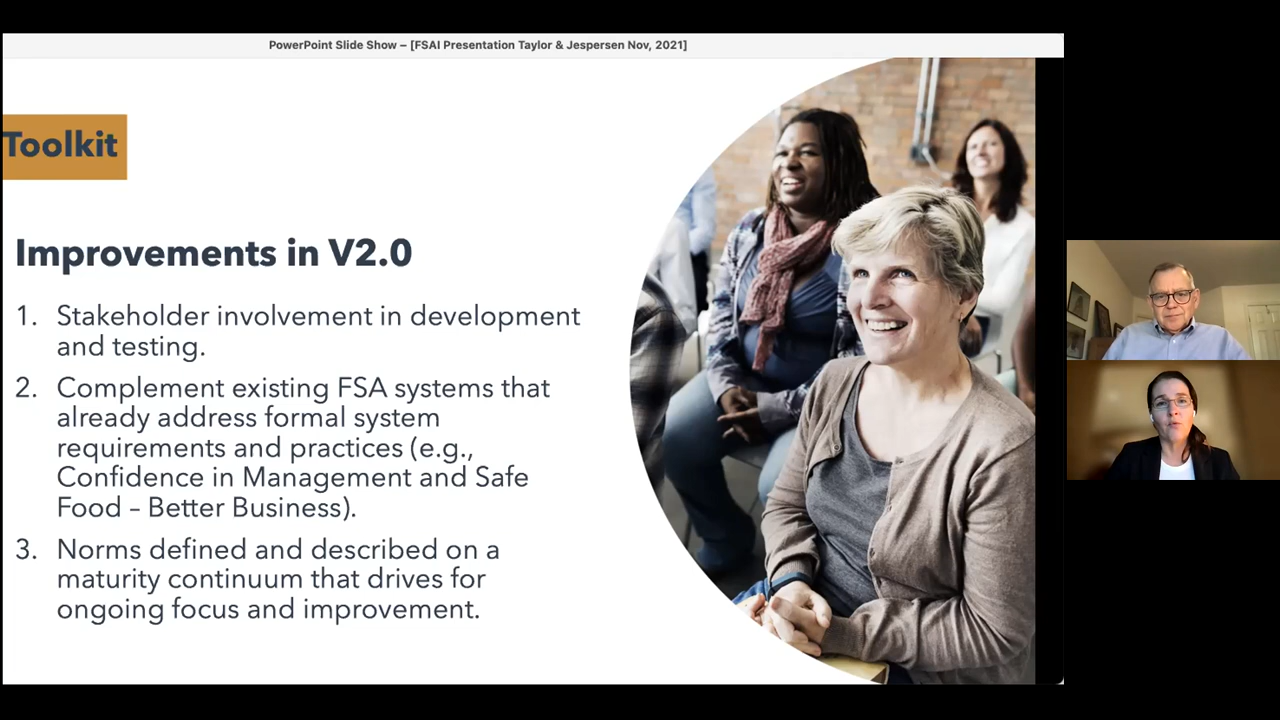 PowerPoint Slide Show – [FSAI Presentation Taylor & Jespersen Nov, 2021]
Toolkit
Improvements in V2.0
1. Stakeholder involvement in development
and testing.
2. Complement existing FSA systems that
already address formal system
requirements and practices (e.g.,
Confidence in Management and Safe
Food – Better Business).
3. Norms defined and described on a
maturity continuum that drives for
ongoing focus and improvement.